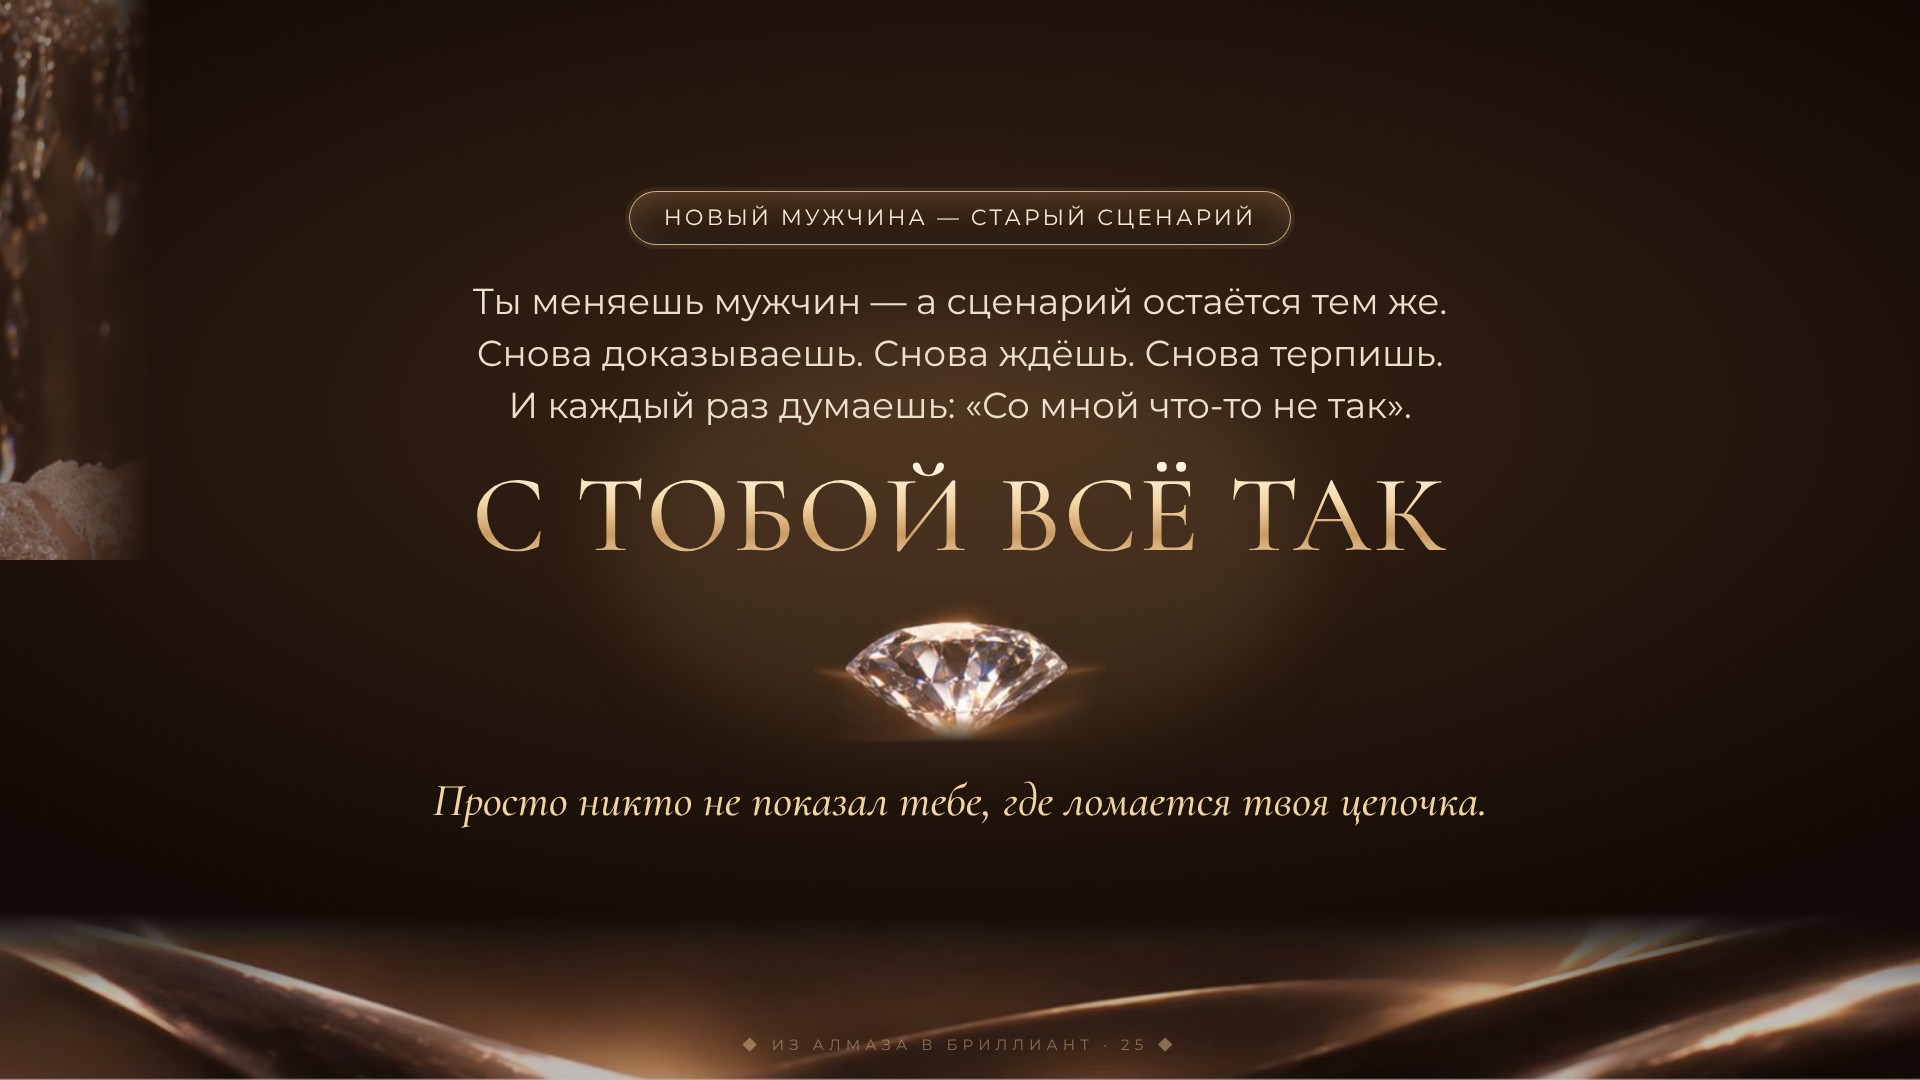 НОВЫЙ МУЖЧИНА — СТАРЫЙ СЦЕНАРИЙ
Ты меняешь мужчин — а сценарий остаётся тем же.
Снова доказываешь. Снова ждёшь. Снова терпишь.
И каждый раз думаешь: «Со мной что-то не так».
С ТОБОЙ ВСЁ ТАК
Просто никто не показал тебе, где ломается твоя цепочка.
◆ ИЗ АЛМАЗА В БРИЛЛИАНТ · 25 ◆